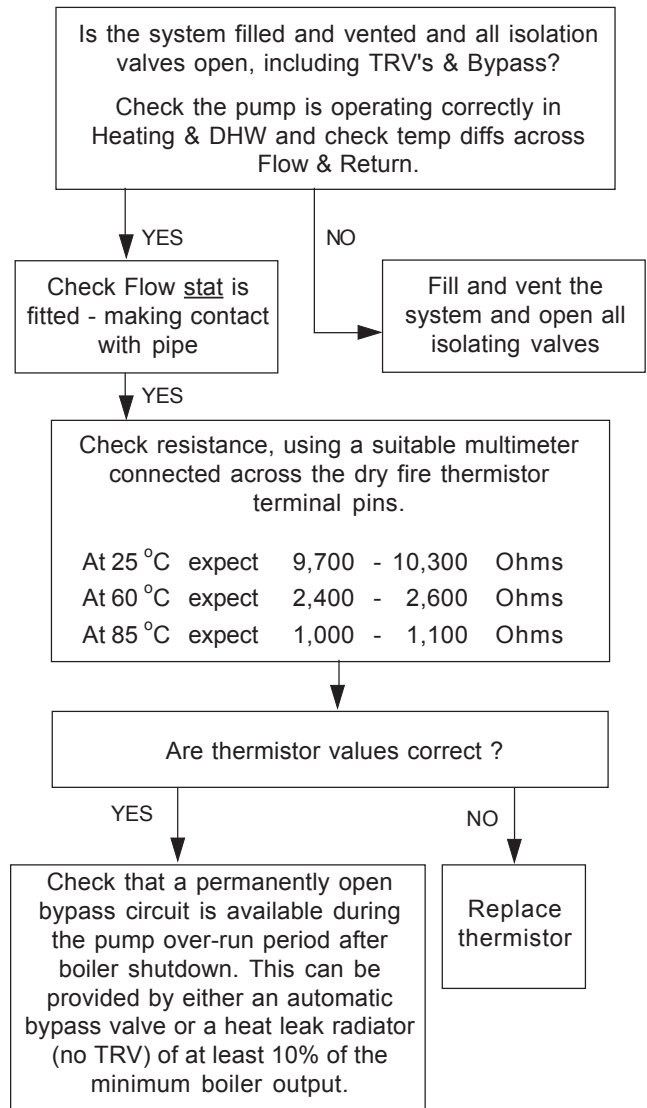 Is the system filled and vented and all isolation
valves open, including TRV's & Bypass?
Check the pump is operating correctly in
Heating & DHW and check temp diffs across
Flow & Return.
YES
NO
Check Flow stat is
fitted - making contact
with pipe
Fill and vent the
system and open all
isolating valves
YES
Check resistance, using a suitable multimeter
connected across the dry fire thermistor
terminal pins.
At 25 °C expect 9,700 - 10,300 Ohms
At 60 °C expect 2,400 - 2,600 Ohms
At 85 °C expect 1,000 - 1,100 Ohms
Are thermistor values correct ?
YES
NO
Check that a permanently open
bypass circuit is available during
the pump over-run period after
boiler shutdown. This can be
provided by either an automatic
bypass valve or a heat leak radiator
(no TRV) of at least 10% of the
minimum boiler output.
Replace
thermistor